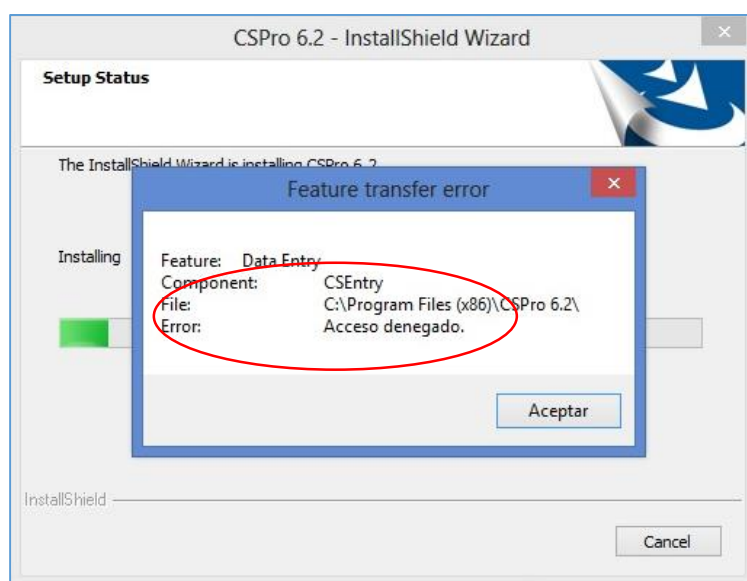 CSPro 6.2 - InstallShield Wizard
Setup Status
The InstallShield Wizard is installing CSPro 6.2
Feature transfer error
Installing
Feature: Data Entry
Component: CSEntry
File: C:\Program Files (x86)\CSPro 6.2\
Error: Acceso denegado.
Aceptar
InstallShield
Cancel